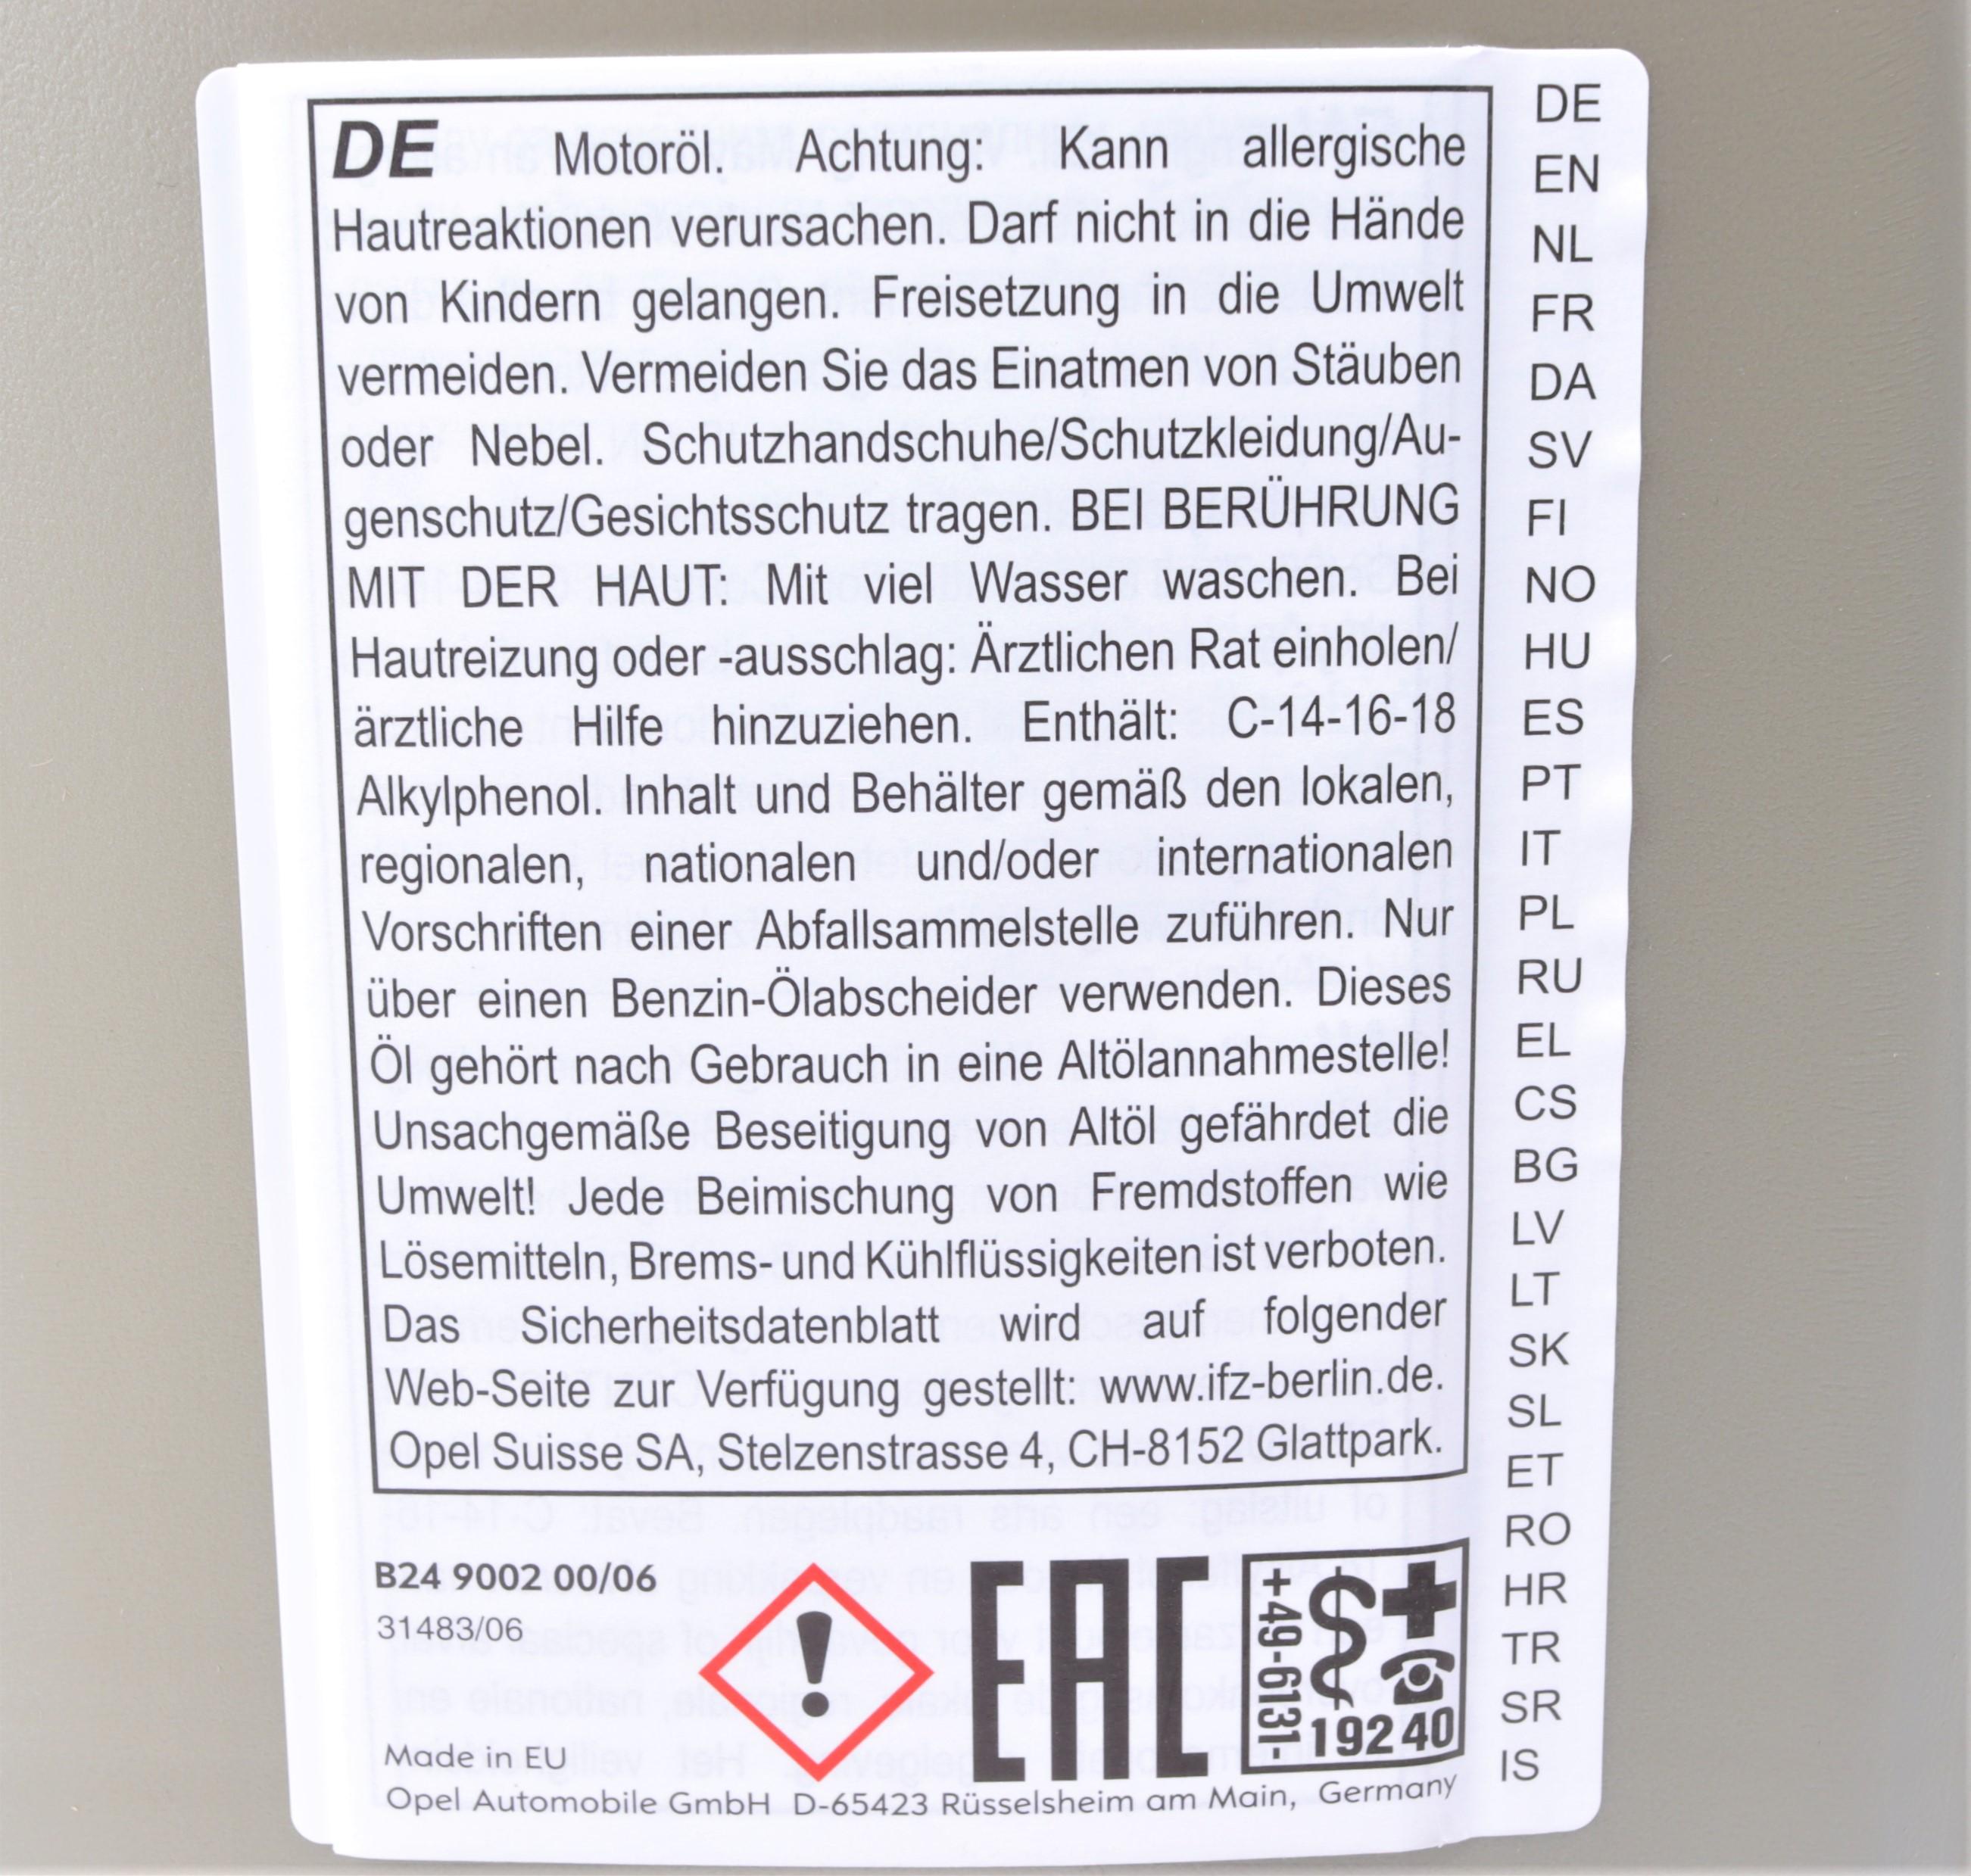 DE Motoröl. Achtung: Kann allergische
Hautreaktionen verursachen. Darf nicht in die Hände
von Kindern gelangen. Freisetzung in die Umwelt
vermeiden. Vermeiden Sie das Einatmen von Stäuben
oder Nebel. Schutzhandschuhe/Schutzkleidung/Au-
genschutz/Gesichtsschutz tragen. BEI BERÜHRUNG
MIT DER HAUT: Mit viel Wasser waschen. Bei
Hautreizung oder -ausschlag: Ärztlichen Rat einholen/
ärztliche Hilfe hinzuziehen. Enthält: C-14-16-18
Alkylphenol. Inhalt und Behälter gemäß den lokalen,
regionalen, nationalen und/oder internationalen
Vorschriften einer Abfallsammelstelle zuführen. Nur
über einen Benzin-Ölabscheider verwenden. Dieses
Öl gehört nach Gebrauch in eine Altölannahmestelle!
Unsachgemäße Beseitigung von Altöl gefährdet die
Umwelt! Jede Beimischung von Fremdstoffen wie
Lösemitteln, Brems- und Kühlflüssigkeiten ist verboten.
Das Sicherheitsdatenblatt wird auf folgender
Web-Seite zur Verfügung gestellt: www.ifz-berlin.de.
Opel Suisse SA, Stelzenstrasse 4, CH-8152 Glattpark.
B24 9002 00/06
31483/06
EAC
+49-6131-
19240
Made in EU
Opel Automobile GmbH D-65423 Rüsselsheim am Main, Germany
DE
EN
NL
FR
DA
SV
FI
NO
HU
ES
PT
IT
PL
RU
EL
CS
BG
LV
LT
SK
SL
ET
RO
HR
TR
SR
IS